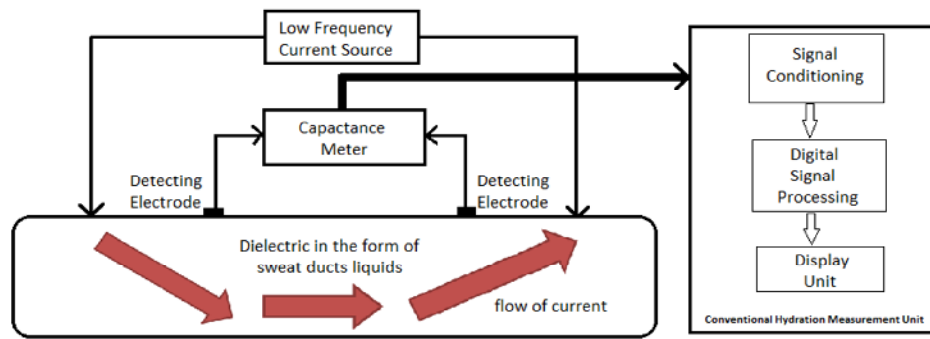 Low Frequency
Current Source
Capactance
Meter
Detecting
Electrode
Detecting
Electrode
Dielectric in the form of
sweat ducts liquids
flow of current
Signal
Conditioning
Digital
Signal
Processing
Display
Unit
Conventional Hydration Measurement Unit